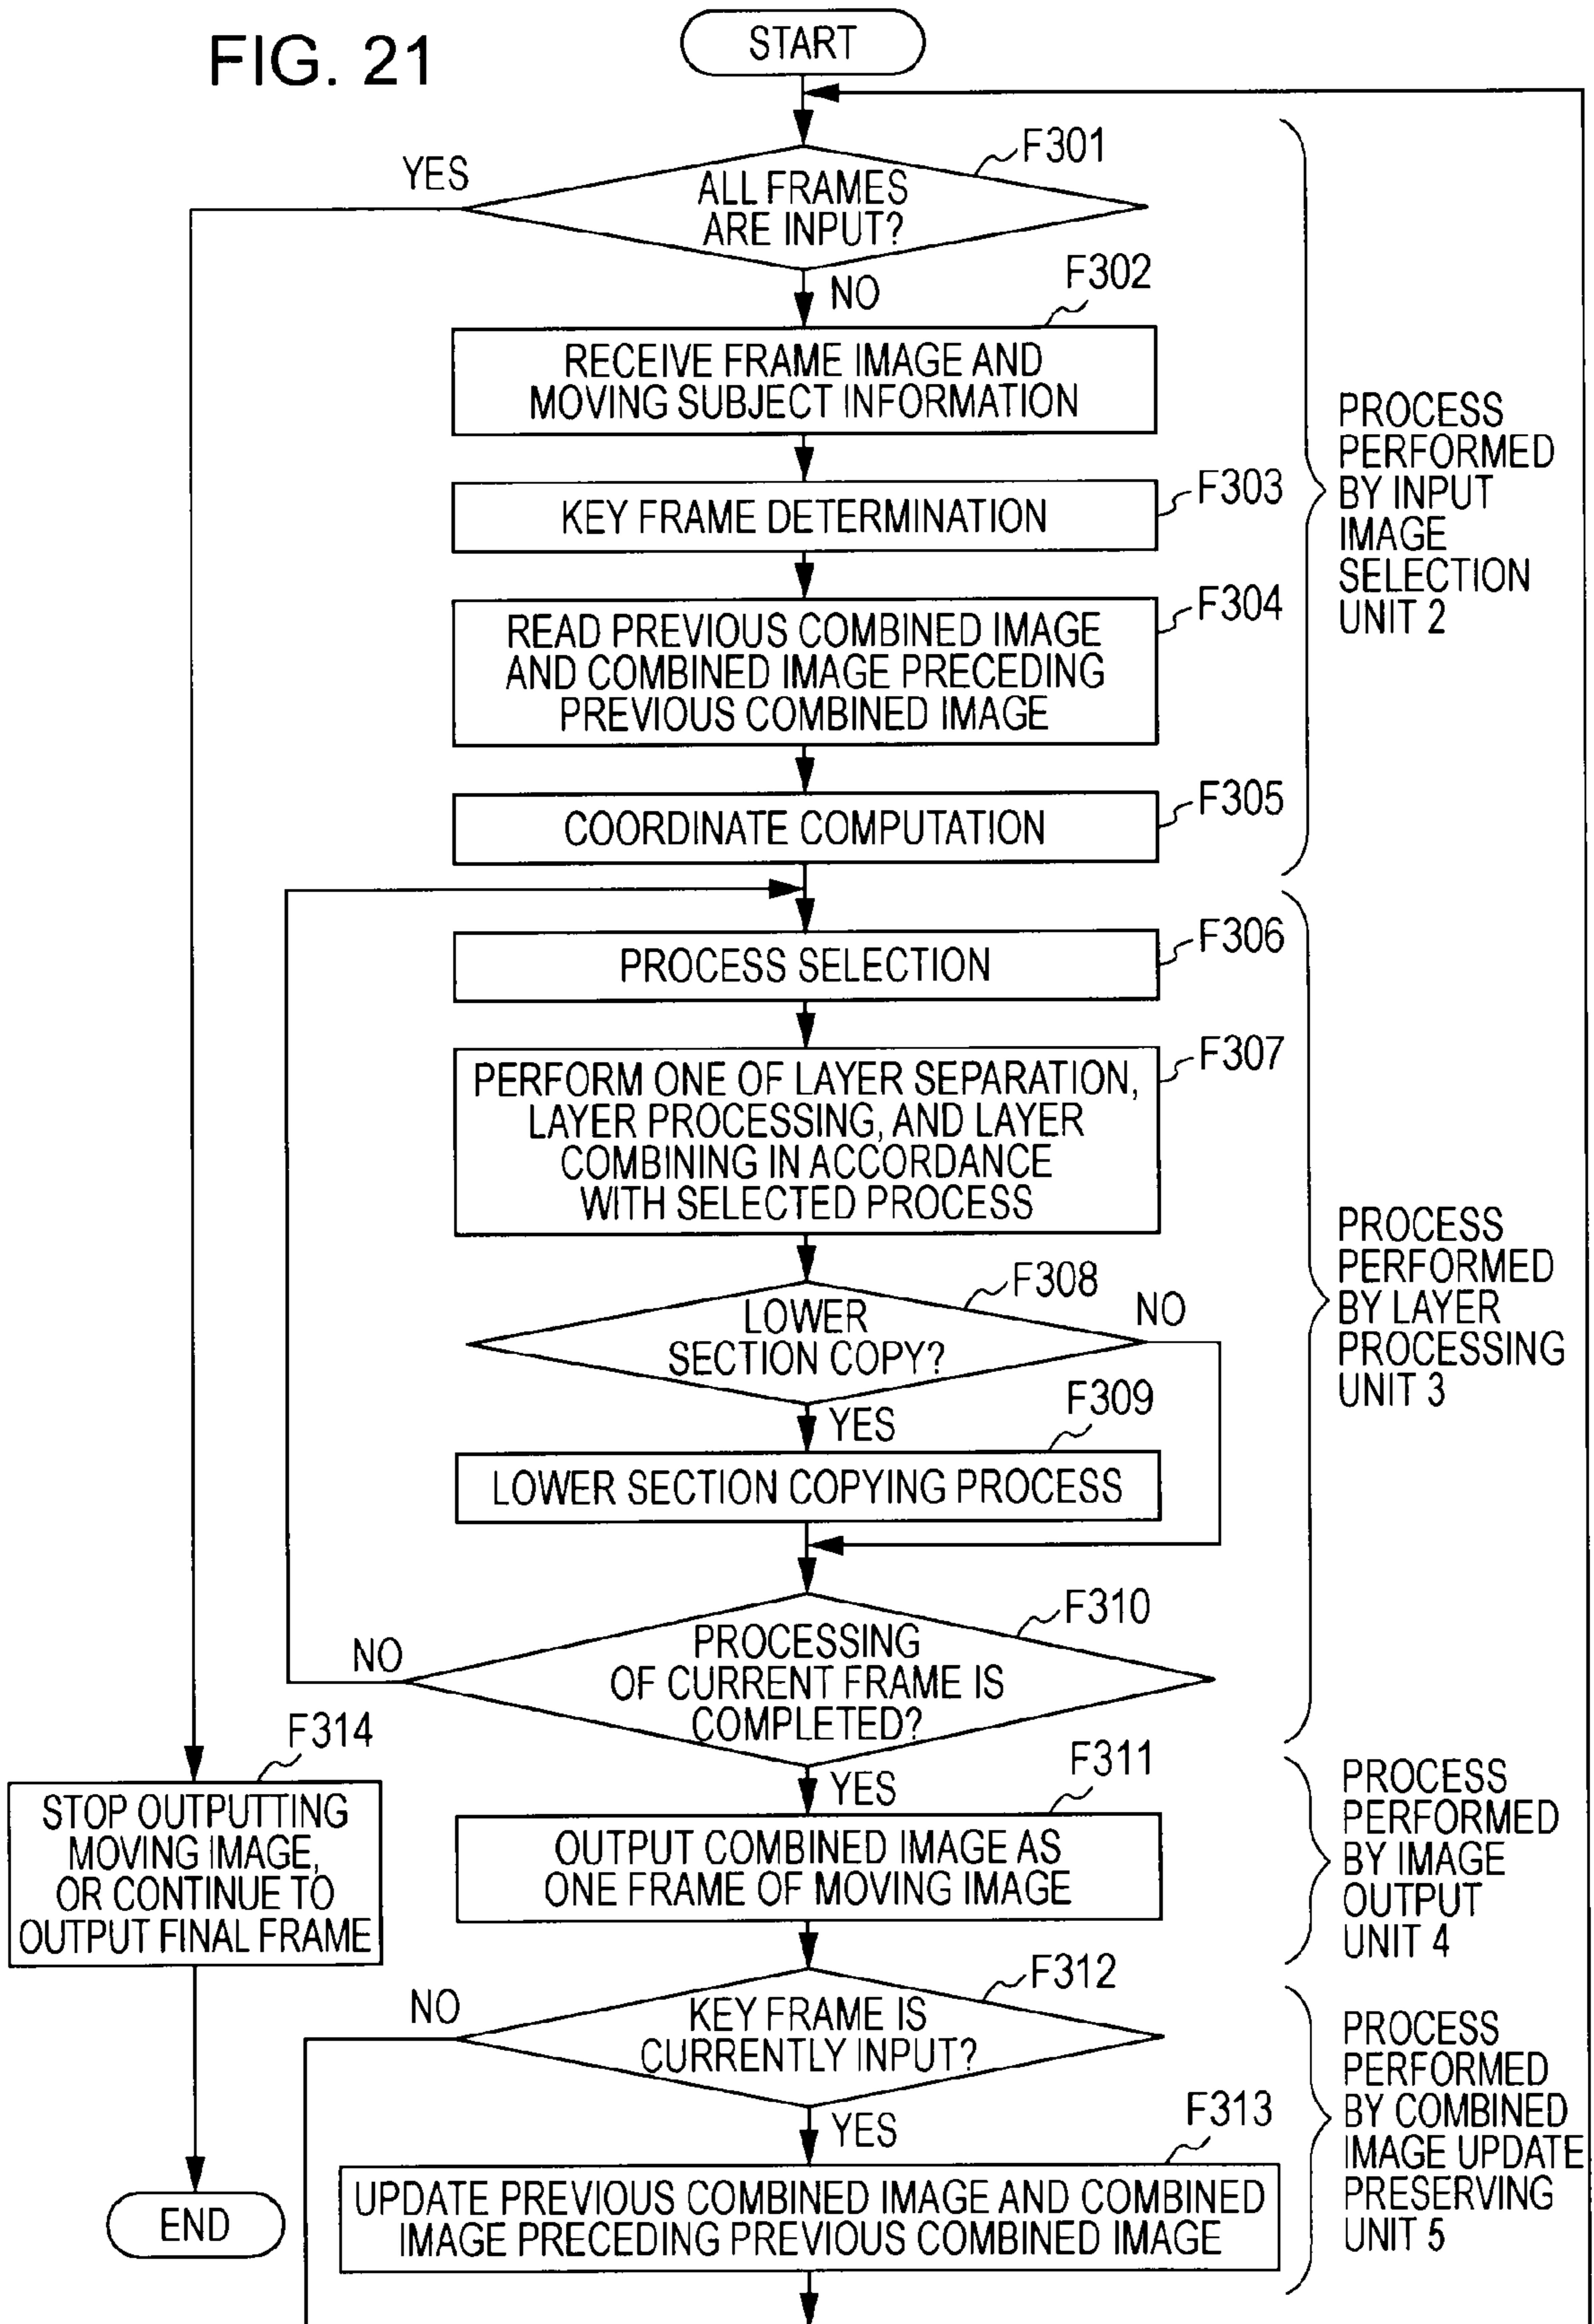 FIG. 21
START
F301
YES
ALL FRAMES
ARE INPUT?
NO
F302
RECEIVE FRAME IMAGE AND
MOVING SUBJECT INFORMATION
F303
KEY FRAME DETERMINATION
F304
READ PREVIOUS COMBINED IMAGE
AND COMBINED IMAGE PRECEDING
PREVIOUS COMBINED IMAGE
F305
COORDINATE COMPUTATION
PROCESS
PERFORMED
BY INPUT
IMAGE
SELECTION
UNIT 2
F306
PROCESS SELECTION
F307
PERFORM ONE OF LAYER SEPARATION,
LAYER PROCESSING, AND LAYER
COMBINING IN ACCORDANCE
WITH SELECTED PROCESS
F308
LOWER
SECTION COPY?
NO
YES
F309
LOWER SECTION COPYING PROCESS
F310
PROCESSING
OF CURRENT FRAME IS
COMPLETED?
NO
YES
PROCESS
PERFORMED
BY LAYER
PROCESSING
UNIT 3
F314
STOP OUTPUTTING
MOVING IMAGE,
OR CONTINUE TO
OUTPUT FINAL FRAME
F311
OUTPUT COMBINED IMAGE AS
ONE FRAME OF MOVING IMAGE
PROCESS
PERFORMED
BY IMAGE
OUTPUT
UNIT 4
F312
NO
KEY FRAME IS
CURRENTLY INPUT?
YES
F313
UPDATE PREVIOUS COMBINED IMAGE AND COMBINED
IMAGE PRECEDING PREVIOUS COMBINED IMAGE
PROCESS
PERFORMED
BY COMBINED
IMAGE UPDATE
PRESERVING
UNIT 5
END